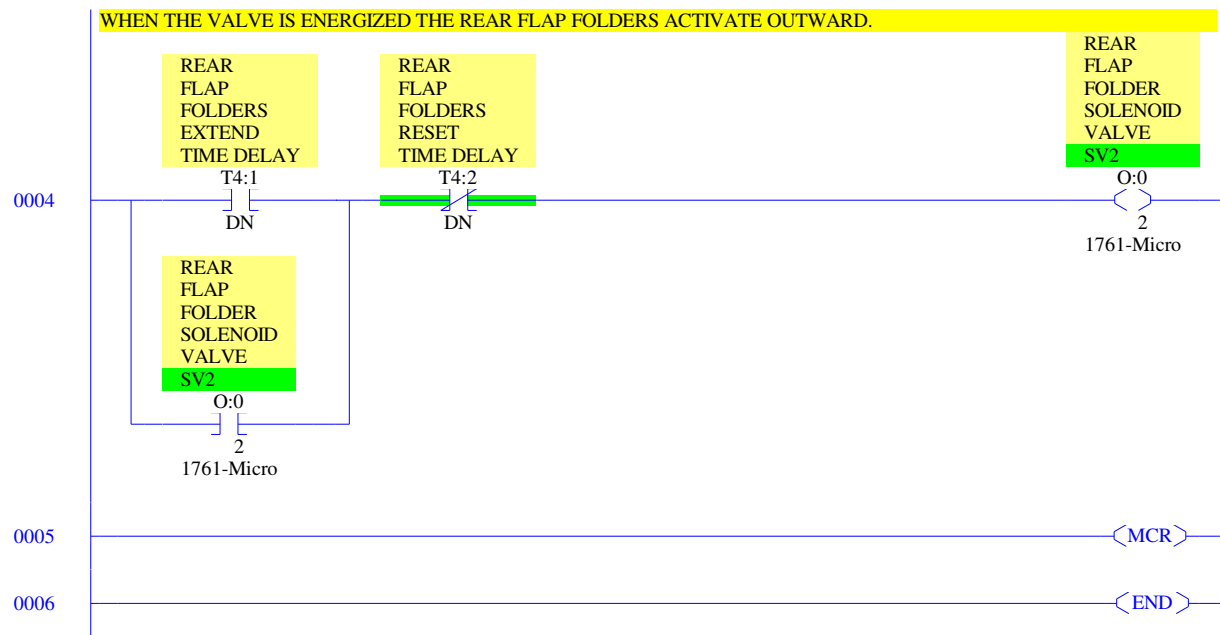 WHEN THE VALVE IS ENERGIZED THE REAR FLAP FOLDERS ACTIVATE OUTWARD.
REAR
FLAP
FOLDERS
EXTEND
TIME DELAY
T4:1
DN
REAR
FLAP
FOLDERS
RESET
TIME DELAY
T4:2
DN
REAR
FLAP
FOLDER
SOLENOID
VALVE
SV2
O:0
2
1761-Micro
0004
REAR
FLAP
FOLDER
SOLENOID
VALVE
SV2
O:0
2
1761-Micro
0005
MCR
0006
END